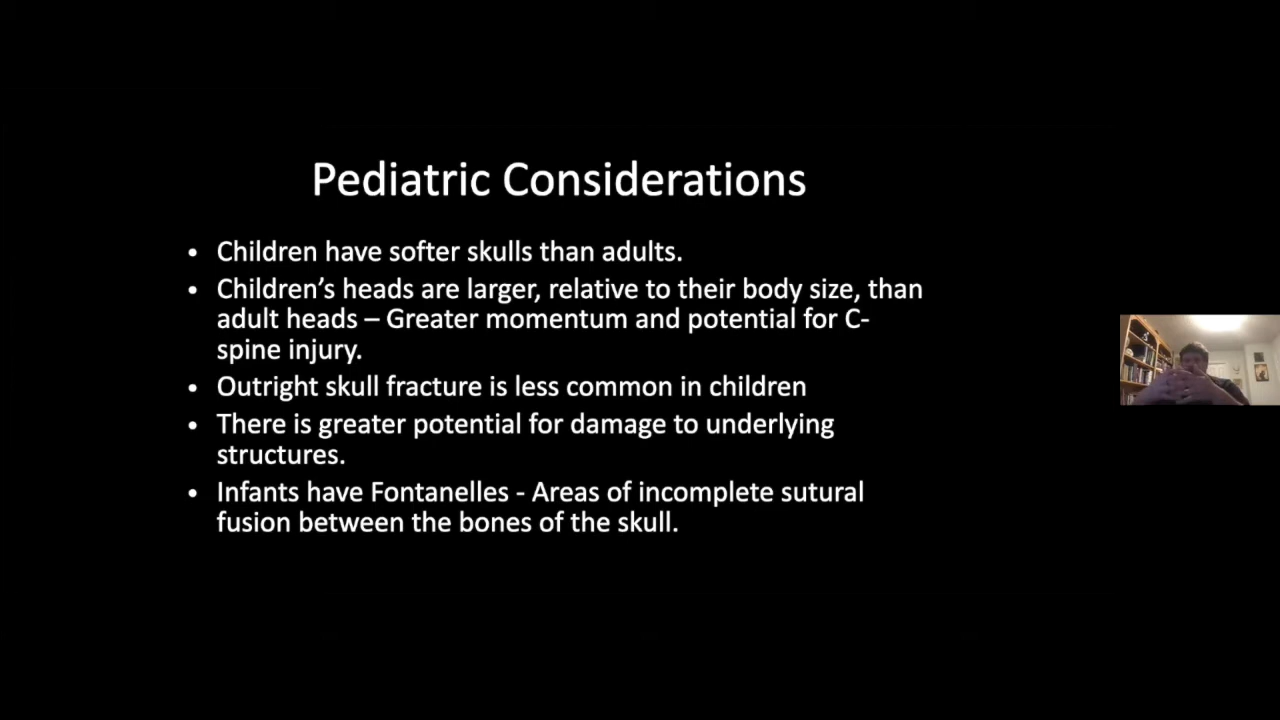 Pediatric Considerations
• Children have softer skulls than adults.
• Children’s heads are larger, relative to their body size, than
adult heads – Greater momentum and potential for C-
spine injury.
• Outright skull fracture is less common in children
• There is greater potential for damage to underlying
structures.
• Infants have Fontanelles - Areas of incomplete sutural
fusion between the bones of the skull.